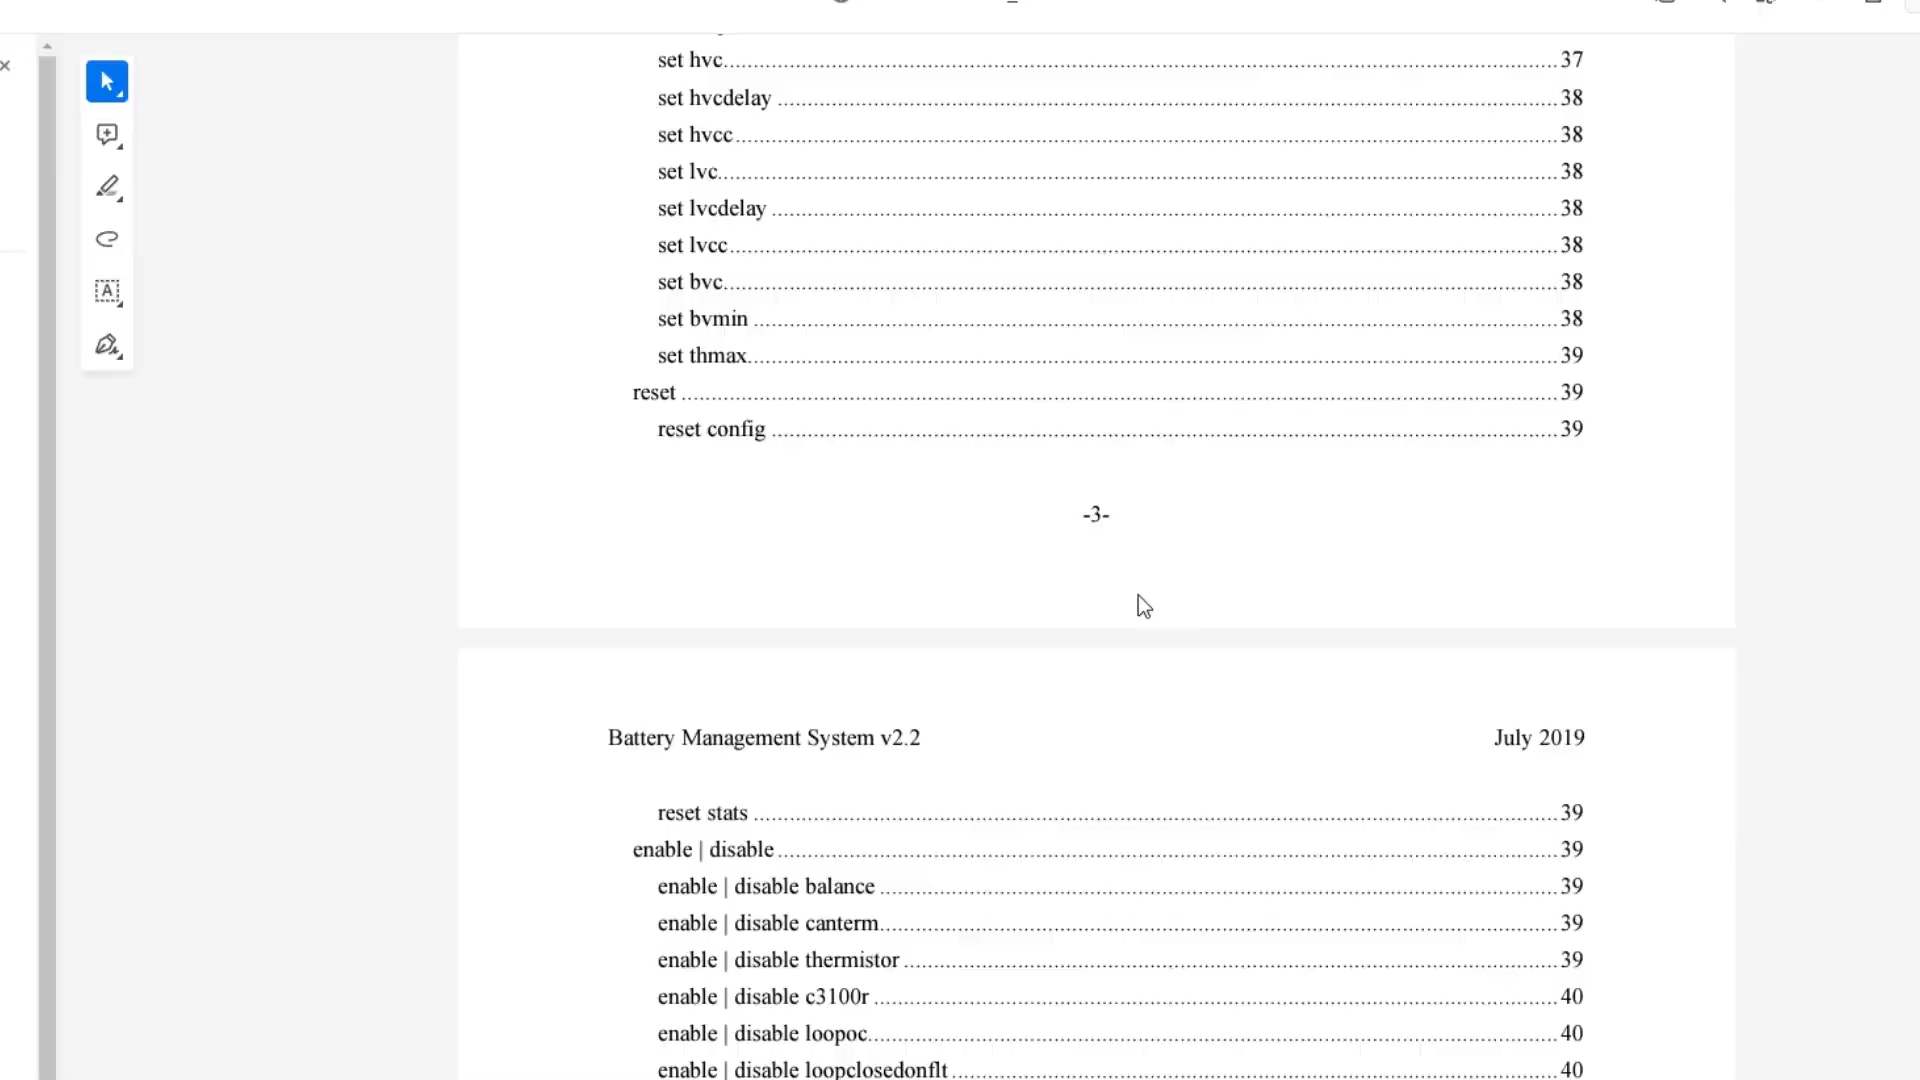 set hvc........................................................................................................................................37
set hvcdelay ................................................................................................................................38
set hvcc.......................................................................................................................................38
set lvc.........................................................................................................................................38
set lvcdelay .................................................................................................................................38
set lvcc........................................................................................................................................38
set bvc.........................................................................................................................................38
set bvmin ....................................................................................................................................38
set thmax.....................................................................................................................................39
reset ................................................................................................................................................39
reset config .................................................................................................................................39
-3-
Battery Management System v2.2 July 2019
reset stats ....................................................................................................................................39
enable | disable.................................................................................................................................39
enable | disable balance ...............................................................................................................39
enable | disable canterm...............................................................................................................39
enable | disable thermistor ...........................................................................................................39
enable | disable c3100r ................................................................................................................40
enable | disable loopoc.................................................................................................................40
enable | disable loopclosedonflt ...................................................................................................40